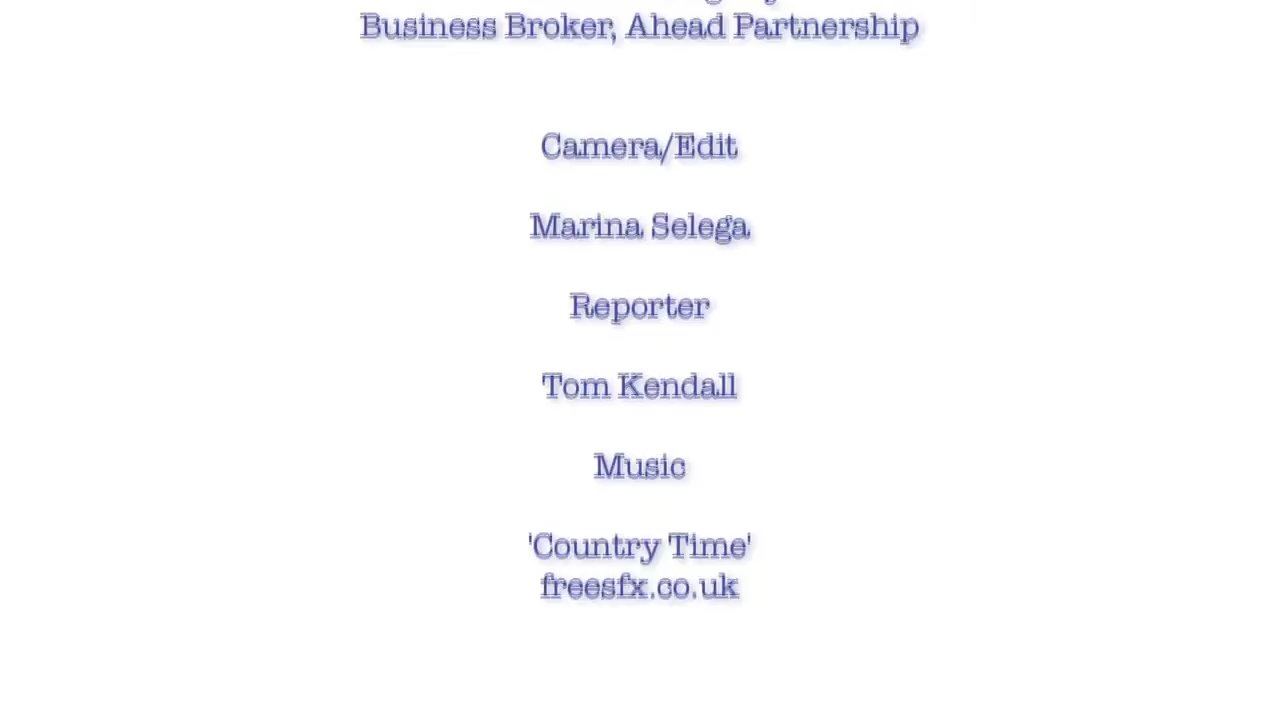 Business Broker, Ahead Partnership
Camera/Edit
Marina Selega
Reporter
Tom Kendall
Music
'Country Time'
freesfx.co.uk